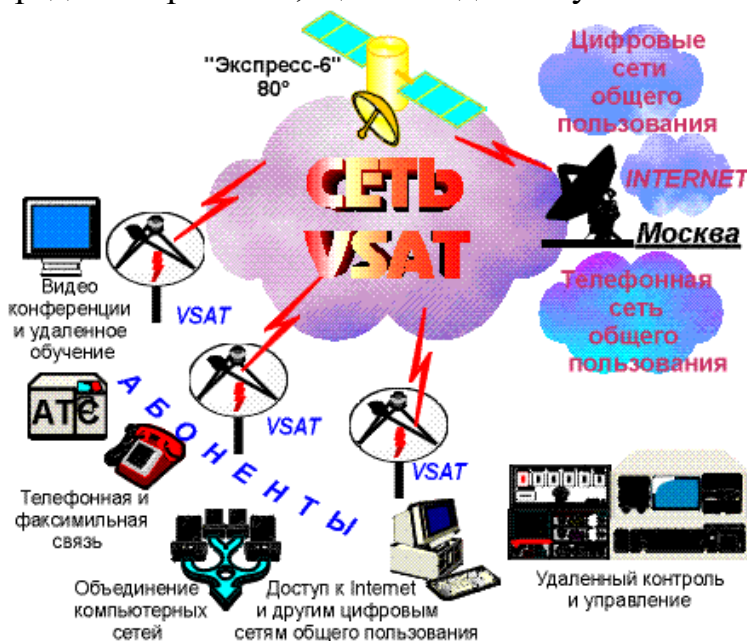 "Экспресс-6"
80°
Цифровые
сети
общего
пользования
INTERNET
Москва
СЕТЬ
VSAT
Телефонная
сеть
общего
пользования
Видео
конференции
и удаленное
обучение
VSAT
VSAT
VSAT
АТС
АБОНЕНТЫ
Телефонная и
факсимильная
связь
Объединение
компьютерных
сетей
Доступ к Internet
и другим цифровым
сетям общего пользования
Удаленный контроль
и управление